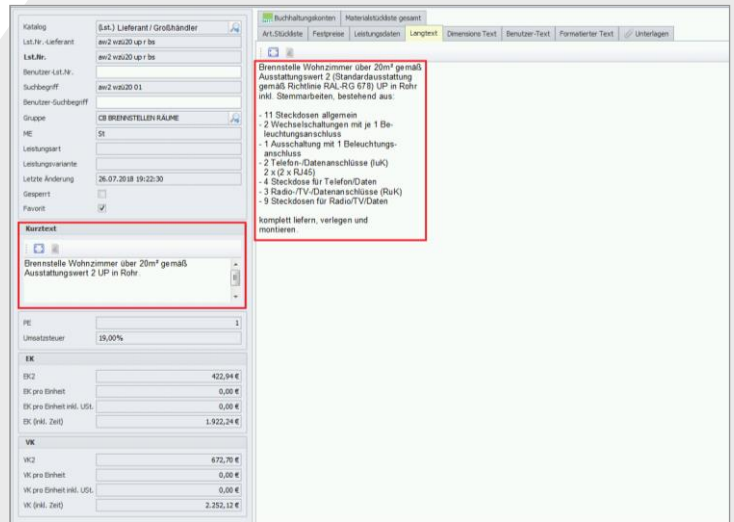 Katalog (Lst.) Lieferant / Großhändler
Lst.Nr.-Lieferant aw2 wzü20 up r bs
Lst.Nr. aw2 wzü20 up r bs
Benutzer-Lst.Nr.
Suchbegriff aw2 wzü20 01
Benutzer-Suchbegriff
Gruppe CB BRENNSTELLEN RÄUME
ME St
Leistungsart
Leistungsvariante
Letzte Änderung 26.07.2018 19:22:30
Gesperrt
Favorit
Kurztext
Brennstelle Wohnzimmer über 20m² gemäß
Ausstattungswert 2 UP in Rohr.
PE 1
Umsatzsteuer 19,00%
EK
EK2 422,94 €
EK pro Einheit 0,00 €
EK pro Einheit inkl. USt. 0,00 €
EK (inkl. Zeit) 1.922,24 €
VK
VK2 672,70 €
VK pro Einheit 0,00 €
VK pro Einheit inkl. USt. 0,00 €
VK (inkl. Zeit) 2.252,12 €
Buchhaltungskonten Materialstückliste gesamt
Art.Stückliste Festpreise Leistungsdaten Langtext Dimensions Text Benutzer-Text Formatierter Text Unterlagen
Brennstelle Wohnzimmer über 20m² gemäß
Ausstattungswert 2 (Standardausstattung
gemäß Richtlinie RAL-RG 678) UP in Rohr
inkl. Stemmarbeiten, bestehend aus:
- 11 Steckdosen allgemein
- 2 Wechselschaltungen mit je 1 Be-
leuchtungsanschluss
- 1 Ausschaltung mit 1 Beleuchtungs-
anschluss
- 2 Telefon-/Datenanschlüsse (IuK)
2 x (2 x RJ45)
- 4 Steckdose für Telefon/Daten
- 3 Radio-/TV-/Datenanschlüsse (RuK)
- 9 Steckdosen für Radio/TV/Daten
komplett liefern, verlegen und
montieren.